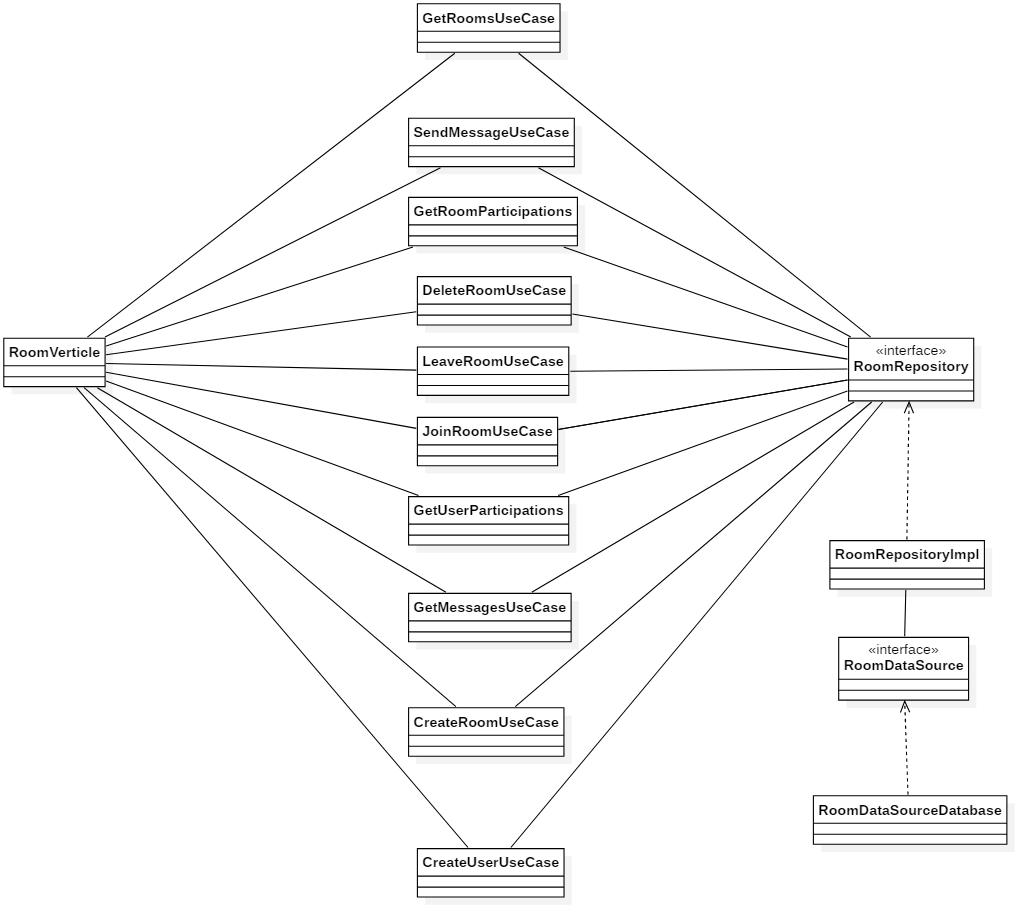 GetRoomsUseCase
SendMessageUseCase
GetRoomParticipations
DeleteRoomUseCase
RoomVerticle
LeaveRoomUseCase
«interface»
RoomRepository
JoinRoomUseCase
GetUserParticipations
RoomRepositoryImpl
GetMessagesUseCase
«interface»
RoomDataSource
CreateRoomUseCase
RoomDataSourceDatabase
CreateUserUseCase